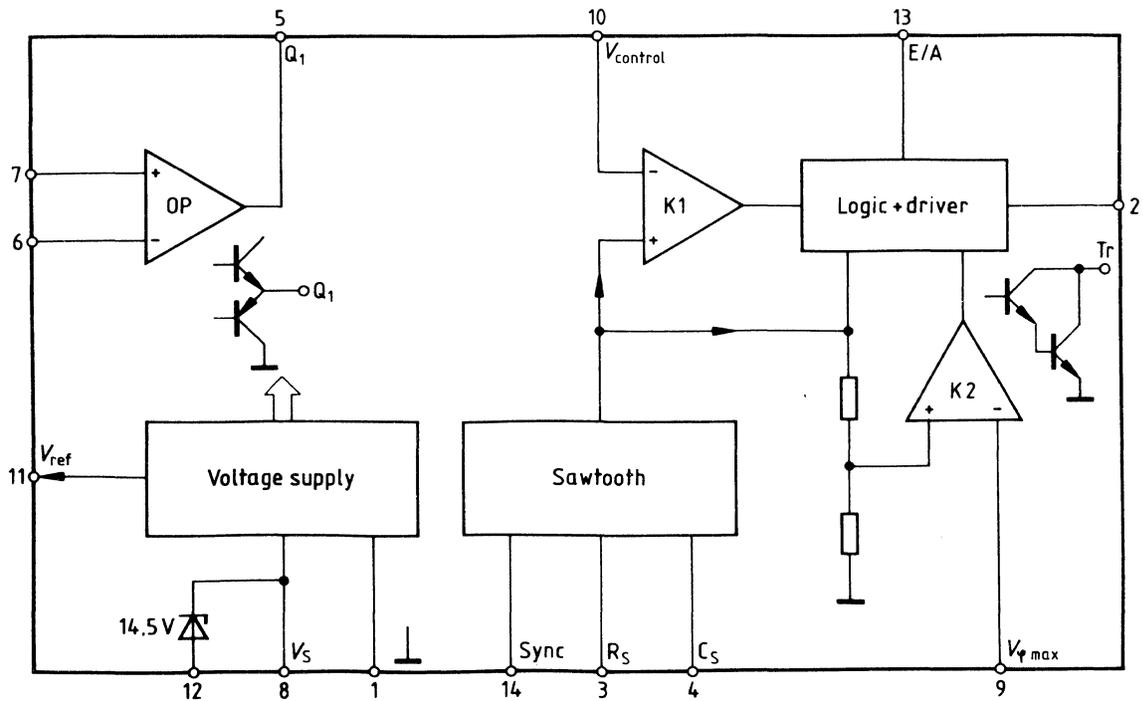 5
10
13
Q1
Vcontrol
E/A
7
+
OP
6
-
-
K1
+
Logic + driver
2
Tr
Q1
K2
+
-
11
Vref
Voltage supply
Sawtooth
14,5 V
VS
Sync
RS
CS
Vφ max
12
8
1
14
3
4
9